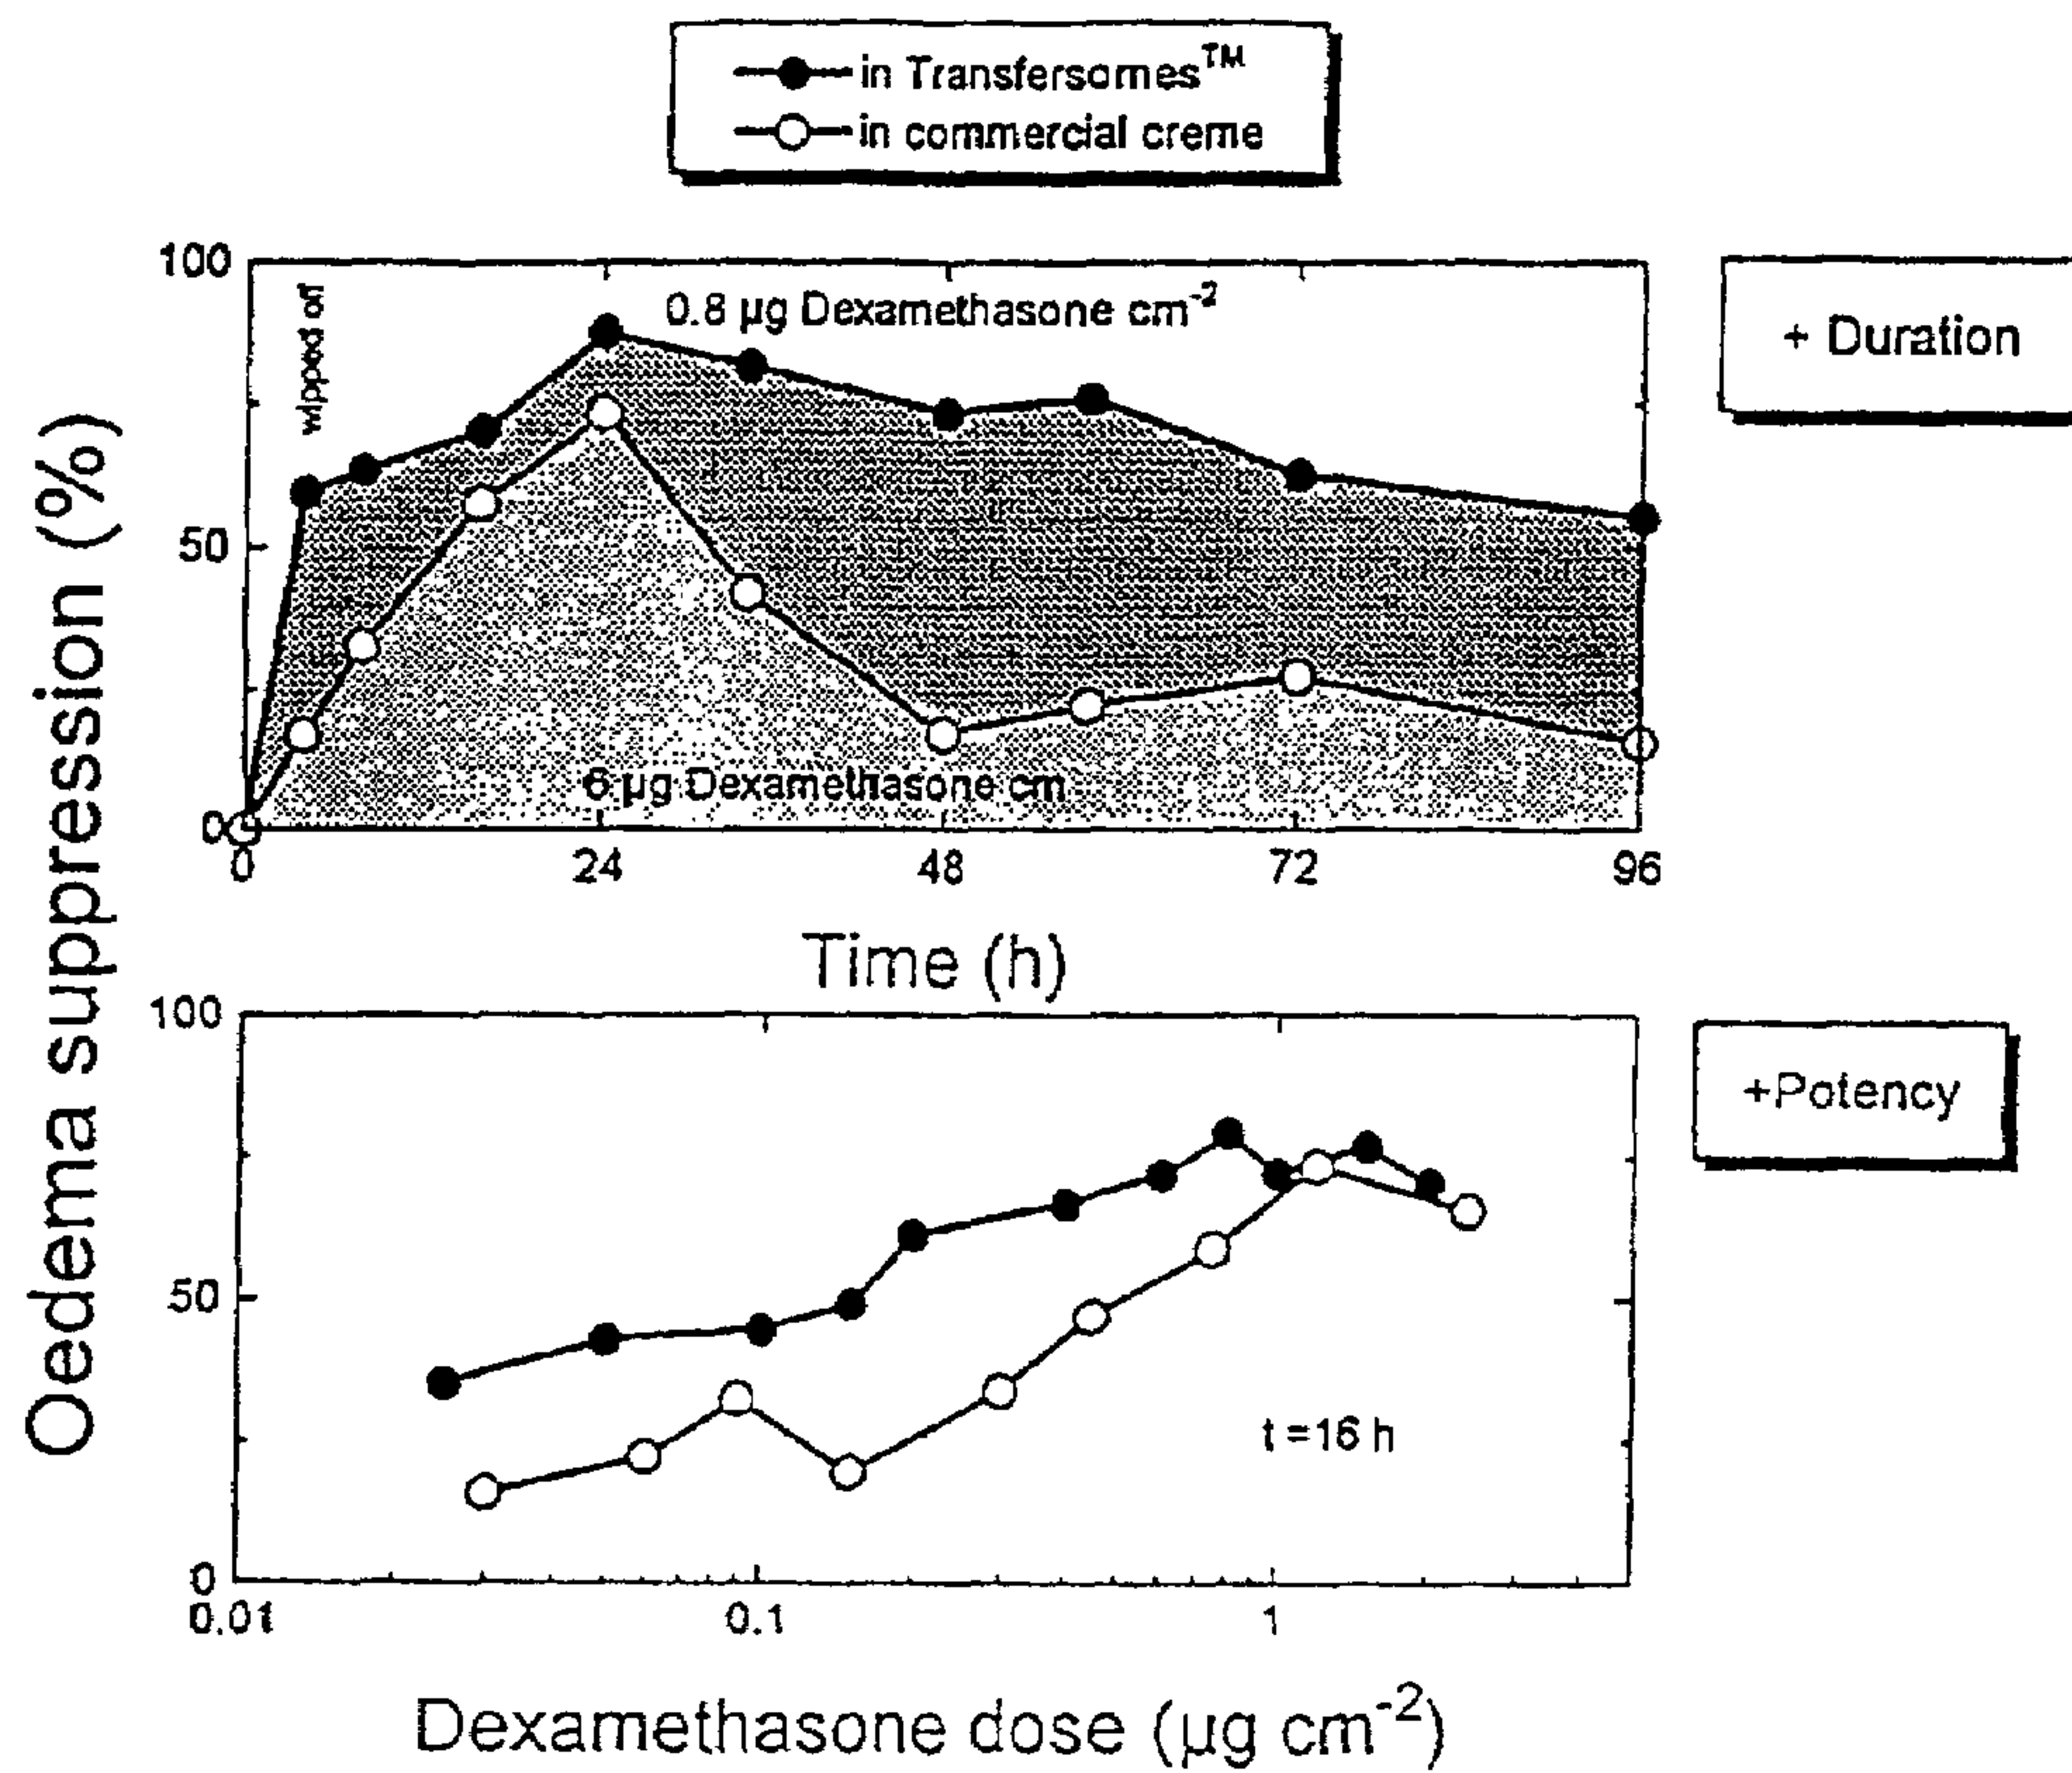 in Transfersomes™
in commercial creme
100
50
0
wipped off
0.8 µg Dexamethasone cm⁻²
6 µg Dexamethasone cm
0 24 48 72 96
Time (h)
+ Duration
Oedema suppression (%)
100
50
0
t = 16 h
0.01 0.1 1
Dexamethasone dose (µg cm⁻²)
+Potency